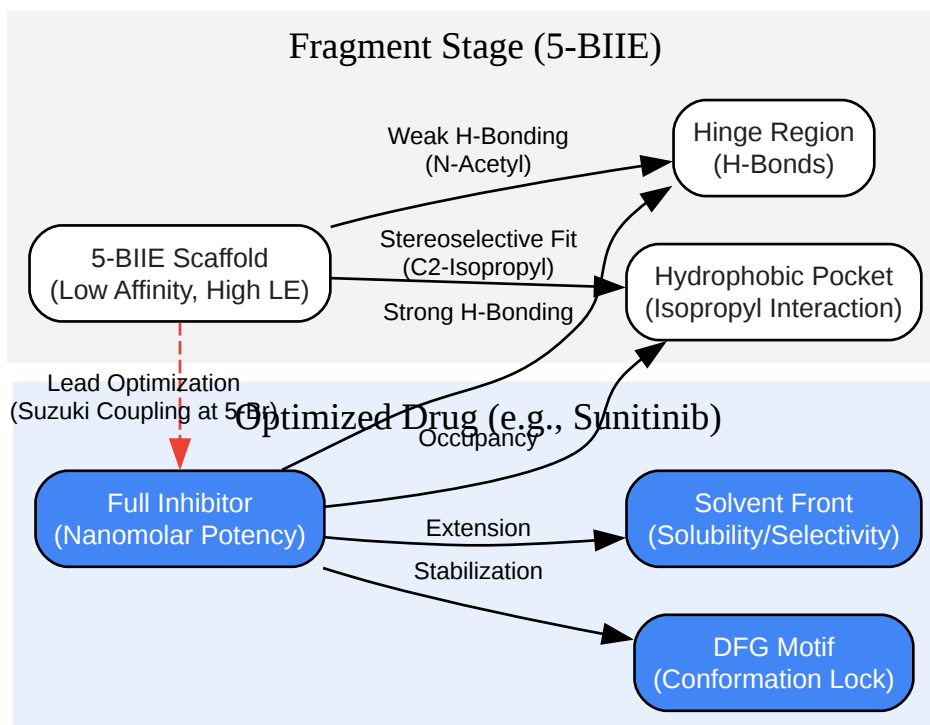 Fragment Stage (5-BIIE)
Weak H-Bonding
(N-Acetyl)
Hinge Region
(H-Bonds)
5-BIIE Scaffold
(Low Affinity, High LE)
Stereoselective Fit
(C2-Isopropyl)
Hydrophobic Pocket
(Isopropyl Interaction)
Strong H-Bonding
Lead Optimization
(Suzuki Coupling at 5-Br)
Optimized Drug (e.g., Sunitinib)
Occupancy
Full Inhibitor
(Nanomolar Potency)
Solvent Front
(Solubility/Selectivity)
Extension
Stabilization
DFG Motif
(Conformation Lock)